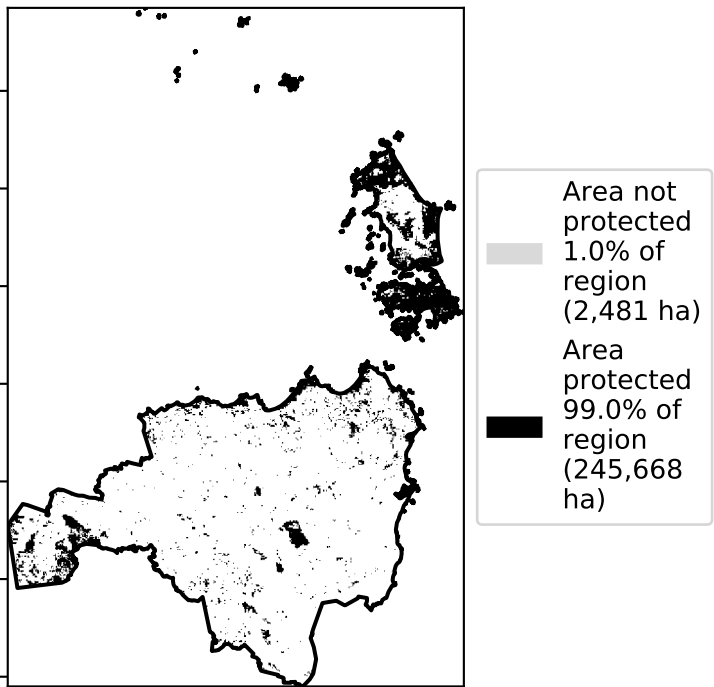 Area not
protected
1.0% of
region
(2,481 ha)
Area
protected
99.0% of
region
(245,668
ha)